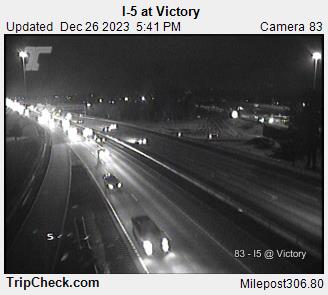 I-5 at Victory
Updated Dec 26 2023 5:41 PM Camera 83
T
S
83 - I5 @ Victory
TripCheck.com Milepost306.80